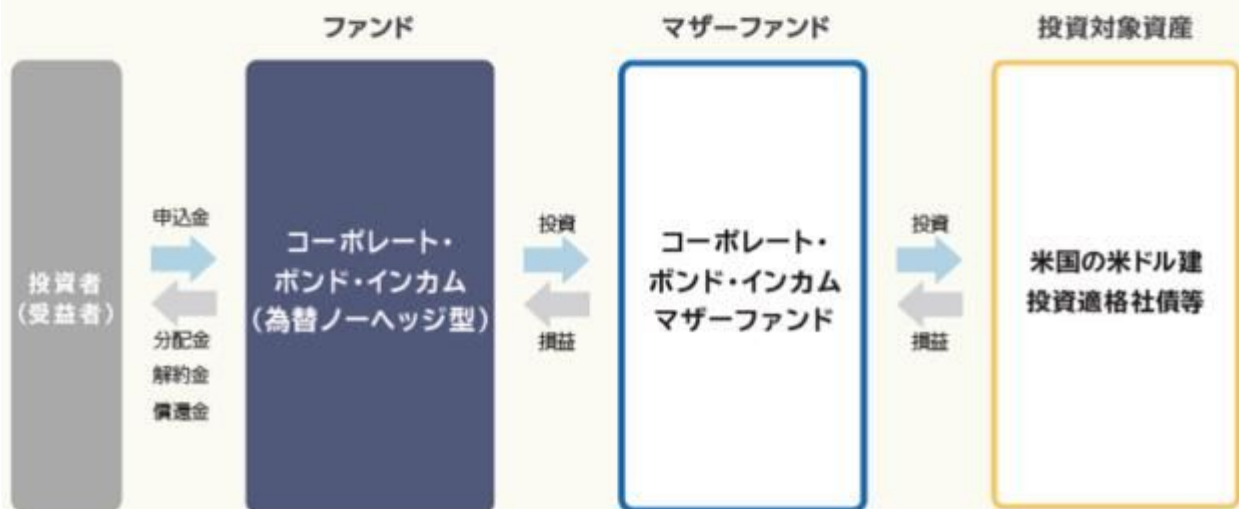 ファンド
マザーファンド
投資対象資産
投資者
(受益者)
申込金
分配金
解約金
償還金
コーポレート・
ボンド・インカム
(為替ノーヘッジ型)
投資
損益
コーポレート・
ボンド・インカム
マザーファンド
投資
損益
米国の米ドル建
投資適格社債等